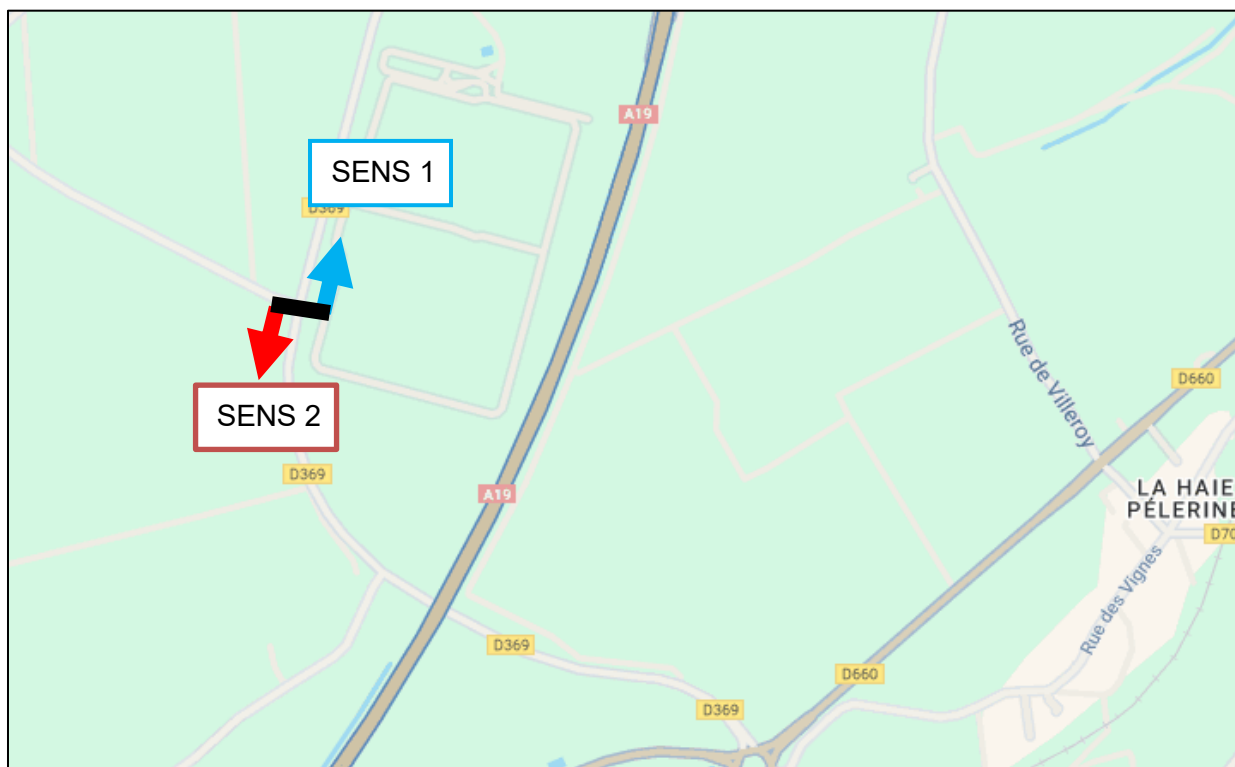 A19
SENS 1
D369
SENS 2
Rue de Villeroy
D660
D369
A19
LA HAIE
PÉLERINE
D70
Rue des Vignes
D369
D660
D369